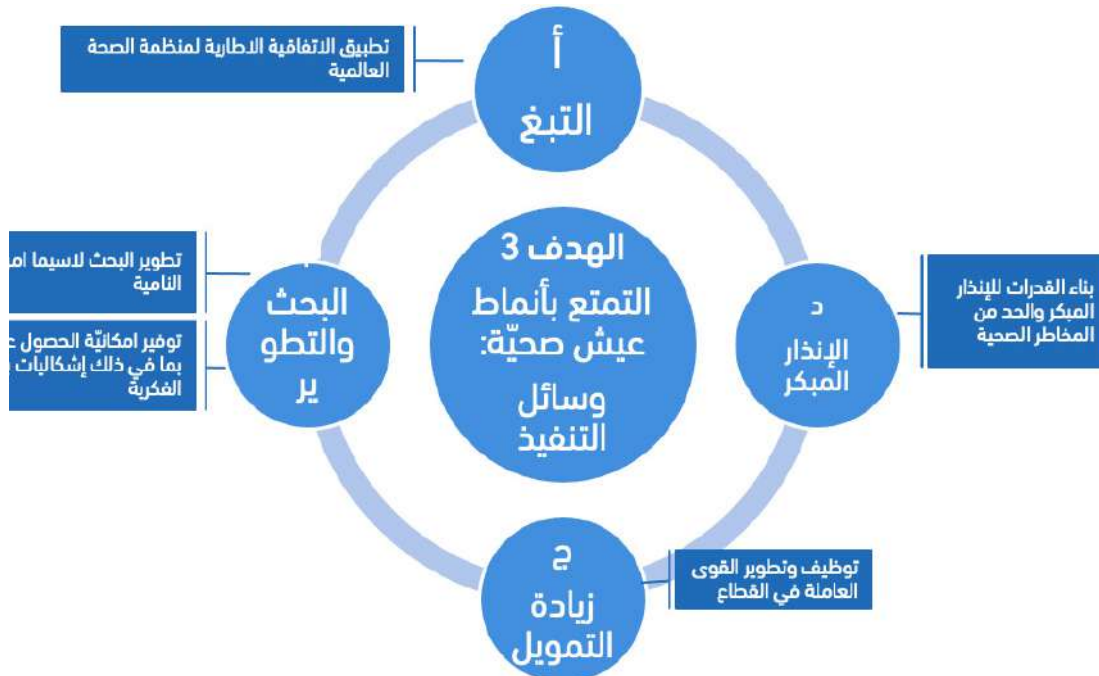 أ
التبغ
تطبيق الاتفاقية الاطارية لمنظمة الصحة
العالمية
الهدف 3
التمتع بأنماط
عيش صحيّة:
وسائل
التنفيذ
د
الإنذار
المبكر
بناء القدرات للإنذار
المبكر والحد من
المخاطر الصحية
ج
زيادة
التمويل
توظيف وتطوير القوى
العاملة في القطاع
البحث
والتطو
ير
تطوير البحث لاسيما
النامية
توفير امكانيّة الحصول
بما في ذلك إشكاليات
الفكرية